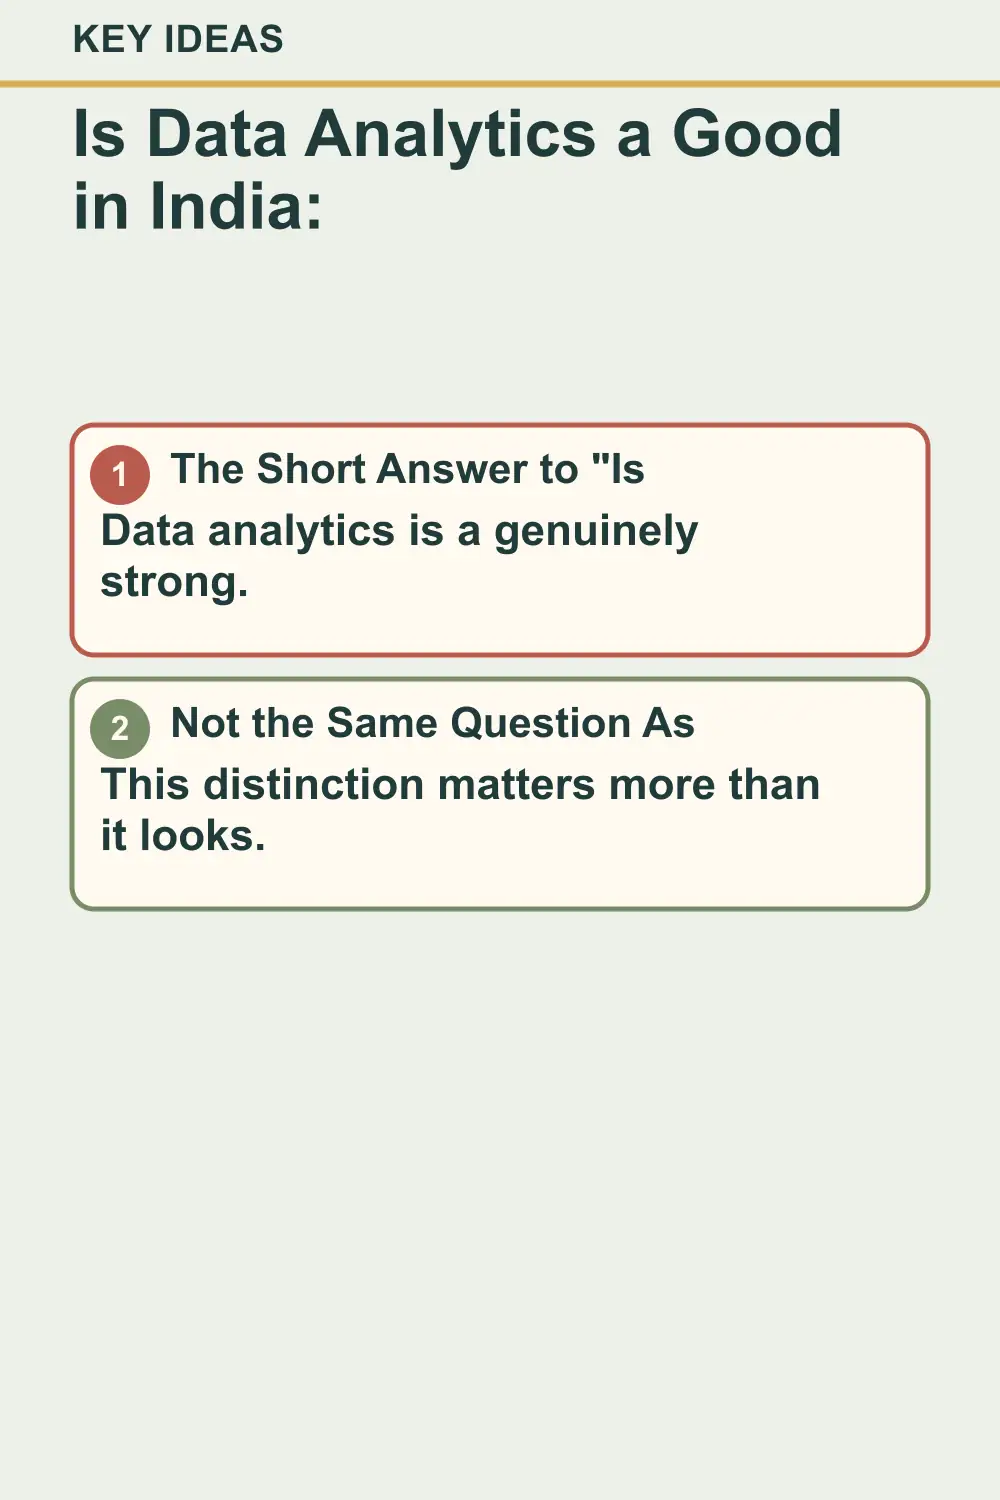 KEY IDEAS
Is Data Analytics a Good
in India:
1 The Short Answer to "Is
Data analytics is a genuinely
strong.
2 Not the Same Question As
This distinction matters more than
it looks.